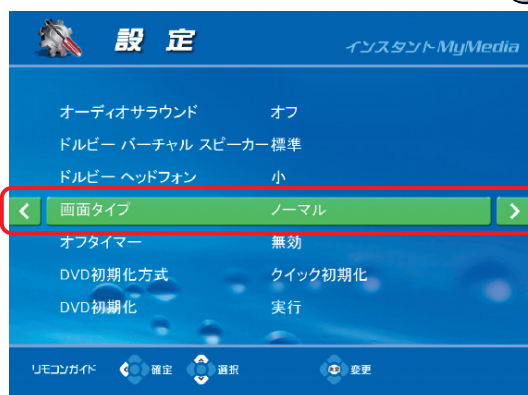 設 定
インスタントMyMedia
オーディオサラウンド オフ
ドルビー バーチャル スピーカー 標準
ドルビー ヘッドフォン 小
画面タイプ ノーマル
オフタイマー 無効
DVD初期化方式 クイック初期化
DVD初期化 実行
リモコンガイド 確定 選択 変更